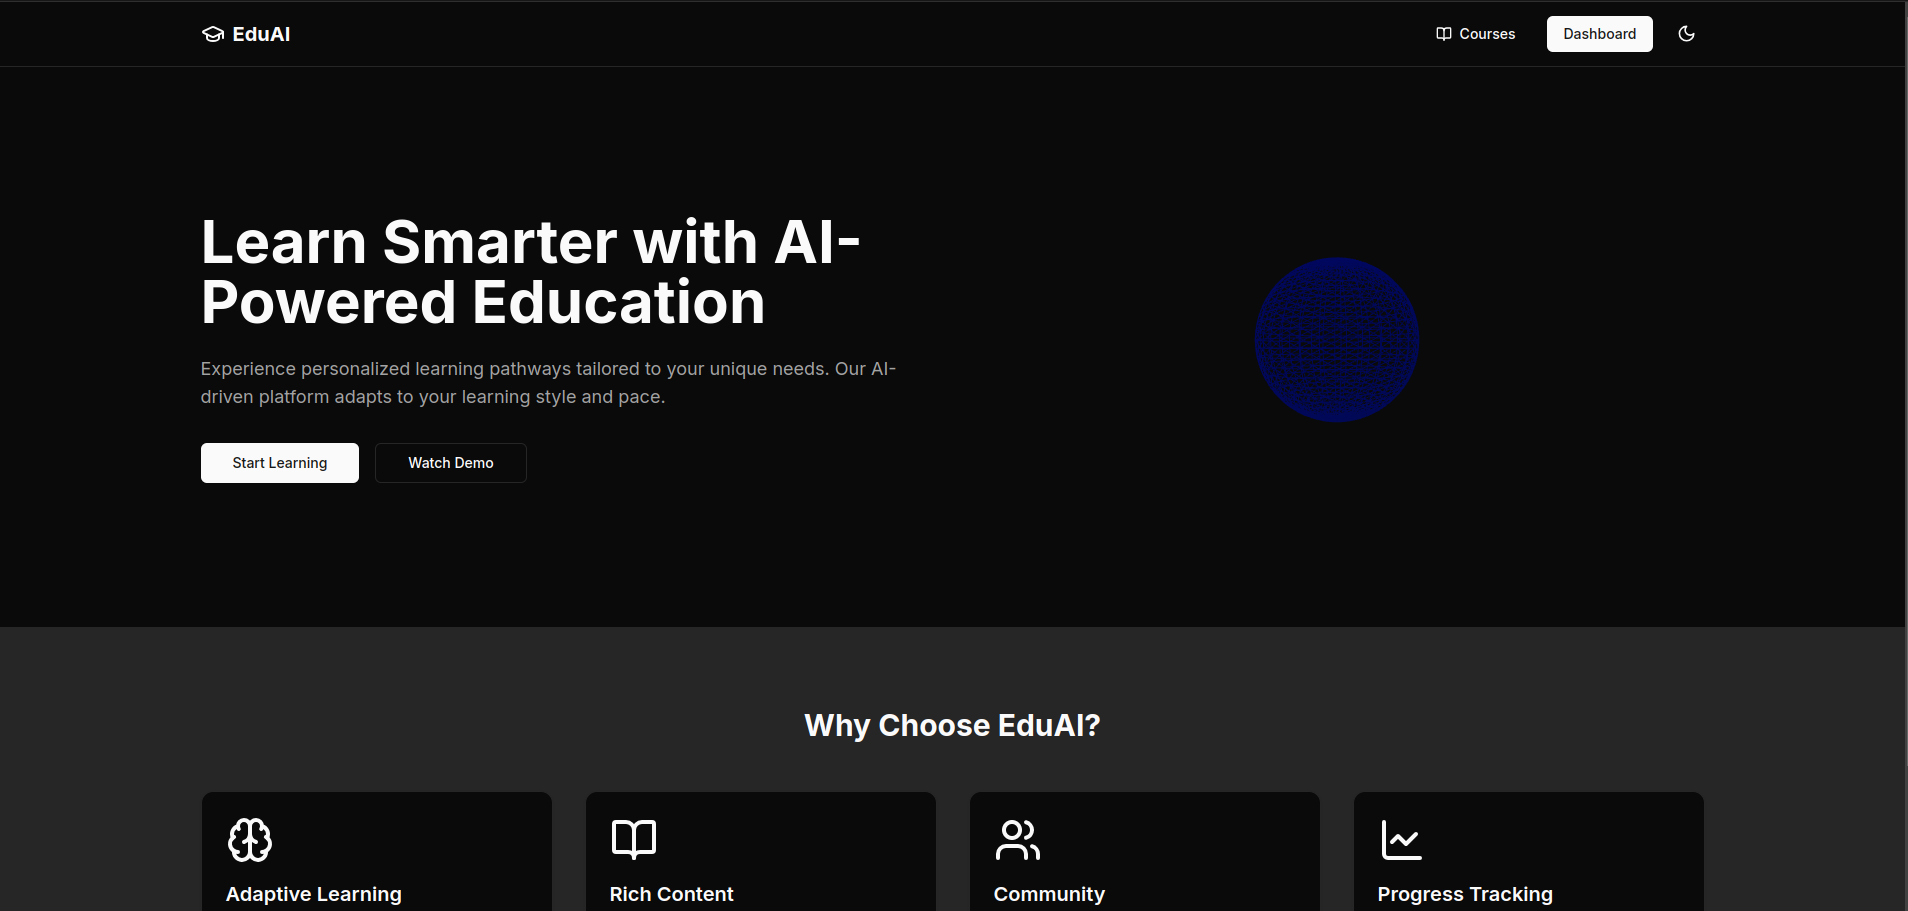 EduAI
Courses
Dashboard
Learn Smarter with AI-
Powered Education
Experience personalized learning pathways tailored to your unique needs. Our AI-
driven platform adapts to your learning style and pace.
Start Learning
Watch Demo
Why Choose EduAI?
Adaptive Learning
Rich Content
Community
Progress Tracking